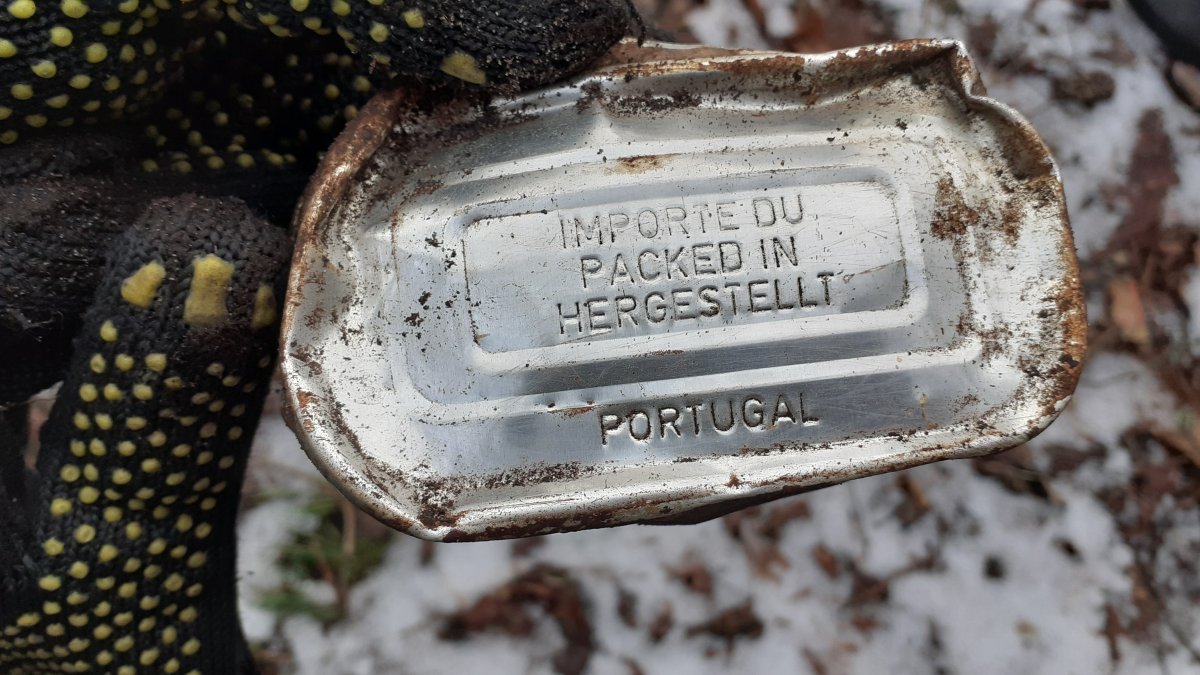 IMPORTE DU
PACKED IN
HERGESTELLT
PORTUGAL